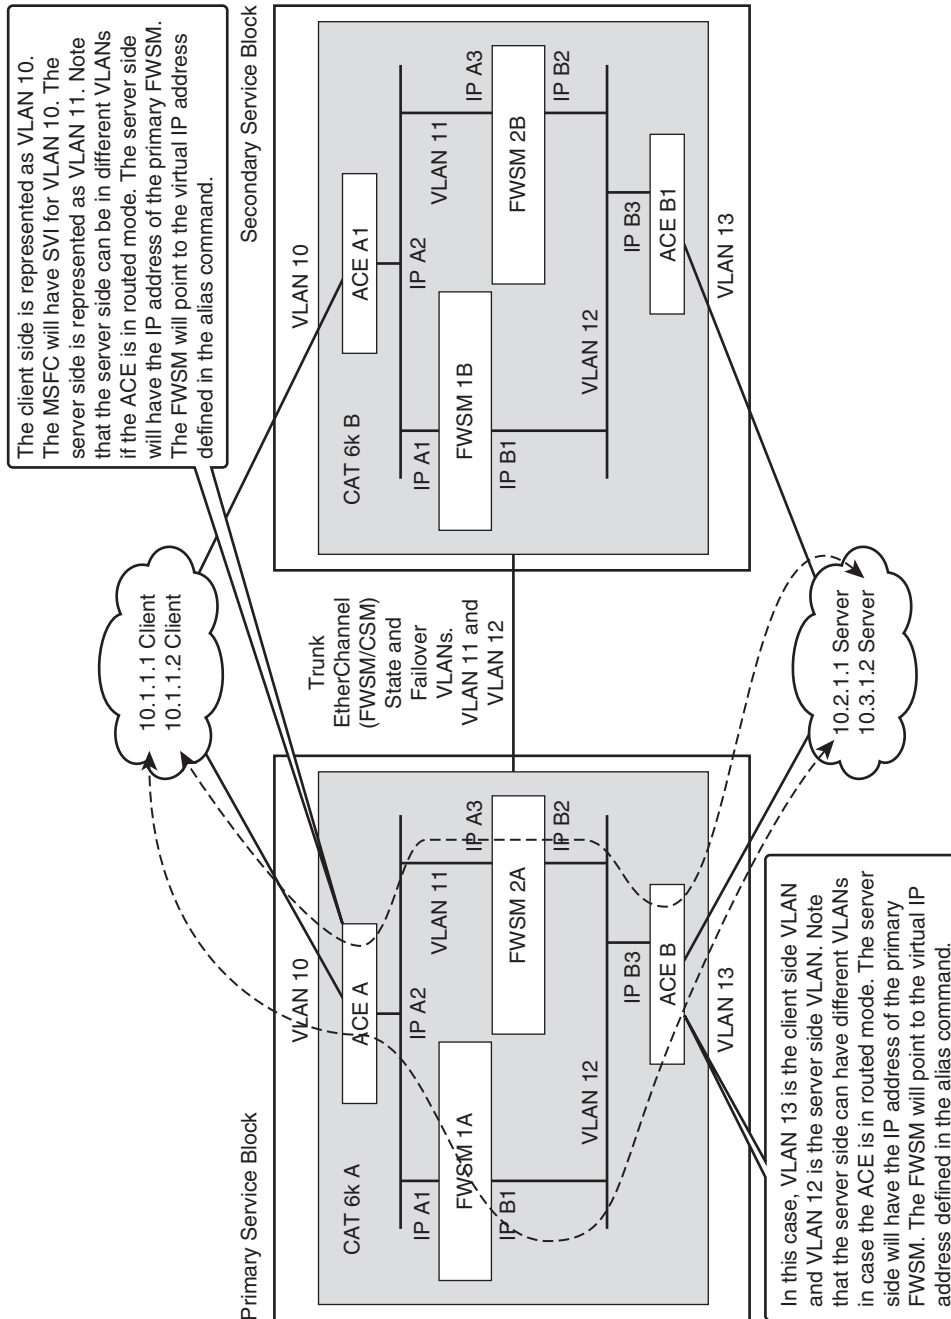 The client side is represented as VLAN 10.
The MSFC will have SVI for VLAN 10. The
server side is represented as VLAN 11. Note
that the server side can be in different VLANs
if the ACE is in routed mode. The server side
will have the IP address of the primary FWSM.
The FWSM will point to the virtual IP address
defined in the alias command.
Primary Service Block
CAT 6k A
VLAN 10
ACE A
IP A2
IP A1
FWSM 1A
IP B1
VLAN 11
IP A3
FWSM 2A
IP B2
VLAN 12
IP B3
ACE B
VLAN 13
10.1.1.1 Client
10.1.1.2 Client
Trunk
EtherChannel
(FWSM/CSM)
State and
Failover
VLANs.
VLAN 11 and
VLAN 12
10.2.1.1 Server
10.3.1.2 Server
Secondary Service Block
CAT 6k B
VLAN 10
ACE A1
IP A2
IP A1
FWSM 1B
IP B1
VLAN 11
IP A3
FWSM 2B
IP B2
VLAN 12
IP B3
ACE B1
VLAN 13
In this case, VLAN 13 is the client side VLAN
and VLAN 12 is the server side VLAN. Note
that the server side can have different VLANs
in case the ACE is in routed mode. The server
side will have the IP address of the primary
FWSM. The FWSM will point to the virtual IP
address defined in the alias command.